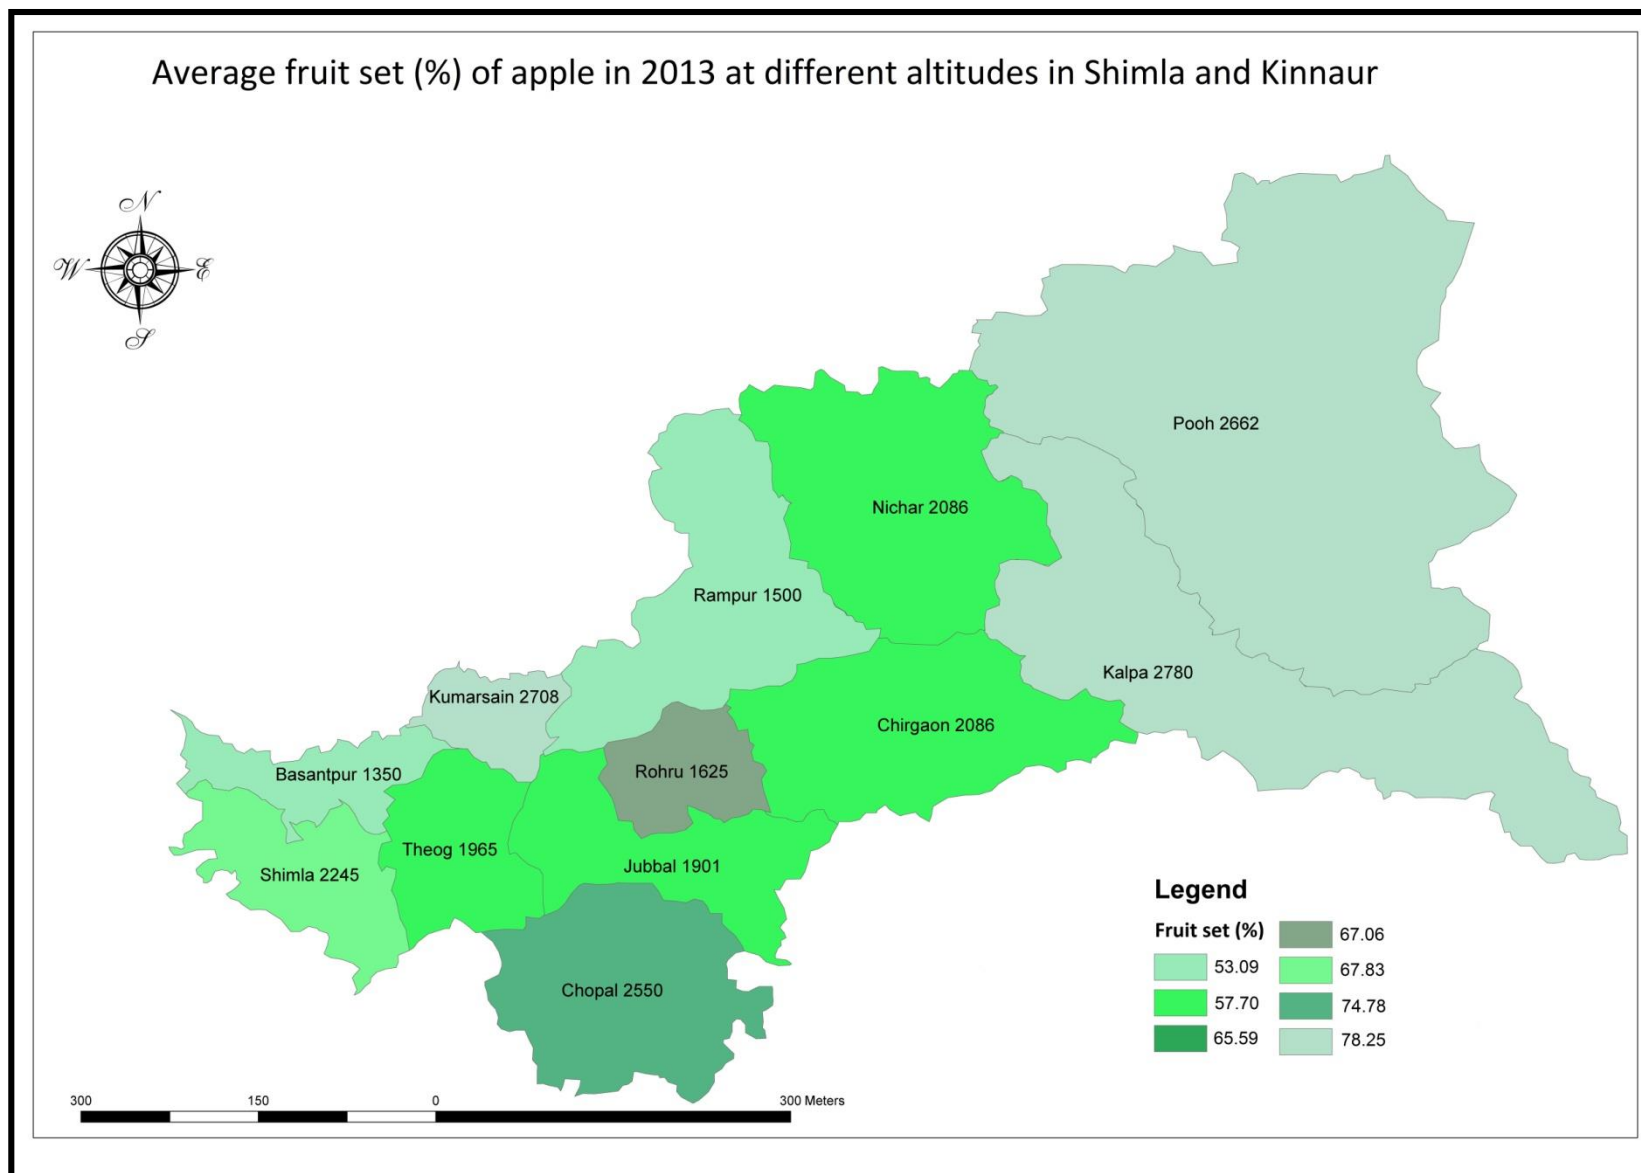 Average fruit set (%) of apple in 2013 at different altitudes in Shimla and Kinnaur
N
W
E
S
Pooh 2662
Nichar 2086
Rampur 1500
Kalpa 2780
Kumarsain 2708
Chirgaon 2086
Basantpur 1350
Rohru 1625
Theog 1965
Jubbal 1901
Shimla 2245
Chopal 2550
Legend
Fruit set (%)
53.09
57.70
65.59
67.06
67.83
74.78
78.25
300 150 0 300 Meters